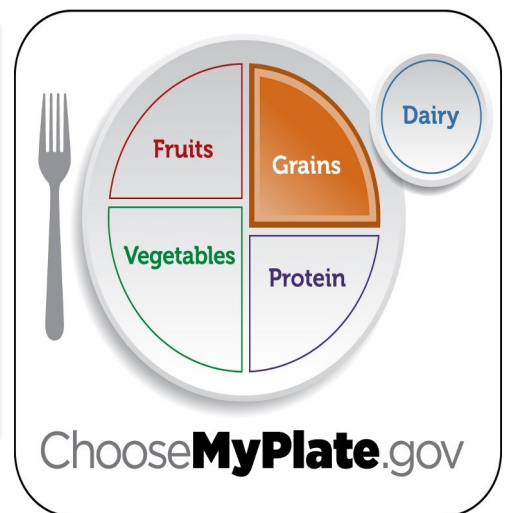 Dairy
Fruits
Grains
Vegetables
Protein
ChooseMyPlate.gov